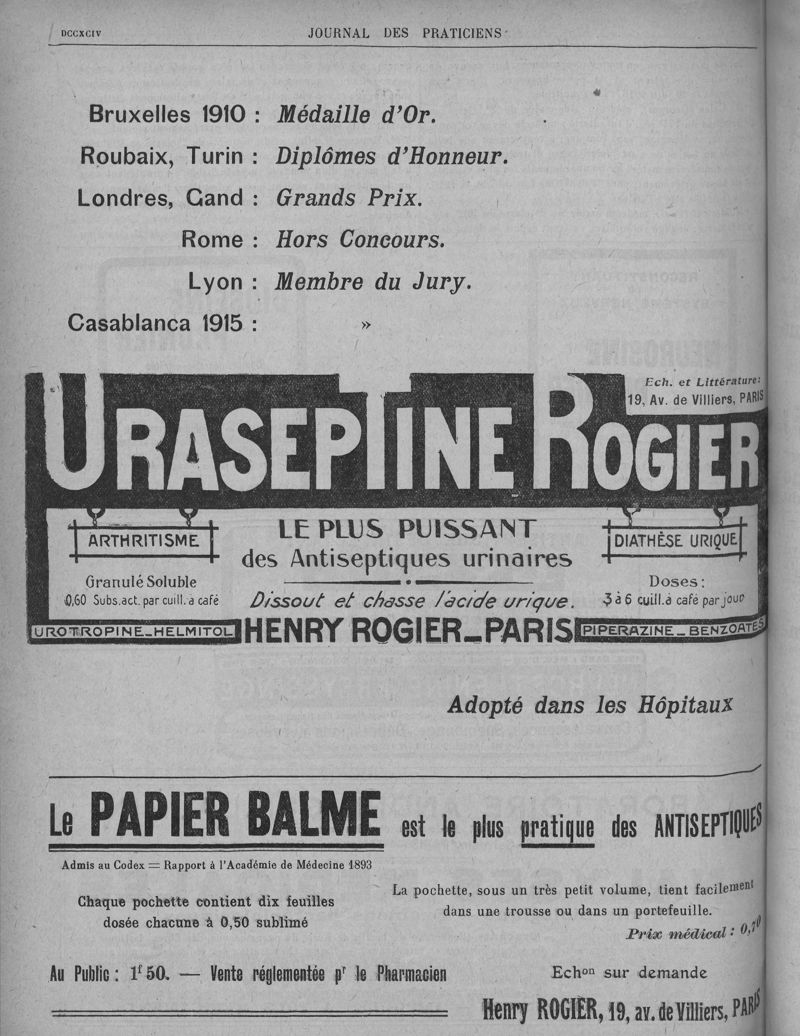 DCCXCIV
JOURNAL DES PRATICIENS
Bruxelles 1910 : Médaille d'Or.
Roubaix, Turin : Diplômes d'Honneur.
Londres, Gand : Grands Prix.
Rome : Hors Concours.
Lyon : Membre du Jury.
Casablanca 1915 : »
Ech. et Littérature:
19, Av. de Villiers, PARIS
URASEPTINE ROGIER
ARTHRITISME
LE PLUS PUISSANT
des Antiseptiques urinaires
DIATHÈSE URIQUE
Granulé Soluble
0,60 Subs. act. par cuill. à café
Dissout et chasse l'acide urique.
Doses:
3 à 6 cuill. à café par jour
UROTROPINE_HELMITOL
HENRY ROGIER_PARIS
PIPERAZINE_BENZOATES
Adopté dans les Hôpitaux
Le PAPIER BALME est le plus pratique des ANTISEPTIQUES
Admis au Codex = Rapport à l'Académie de Médecine 1893
Chaque pochette contient dix feuilles
dosée chacune à 0,50 sublimé
La pochette, sous un très petit volume, tient facilement
dans une trousse ou dans un portefeuille.
Prix médical : 0,70
Au Public : 1f 50. — Vente réglementée pr le Pharmacien
Echon sur demande
Henry ROGIER, 19, av. de Villiers, PARIS